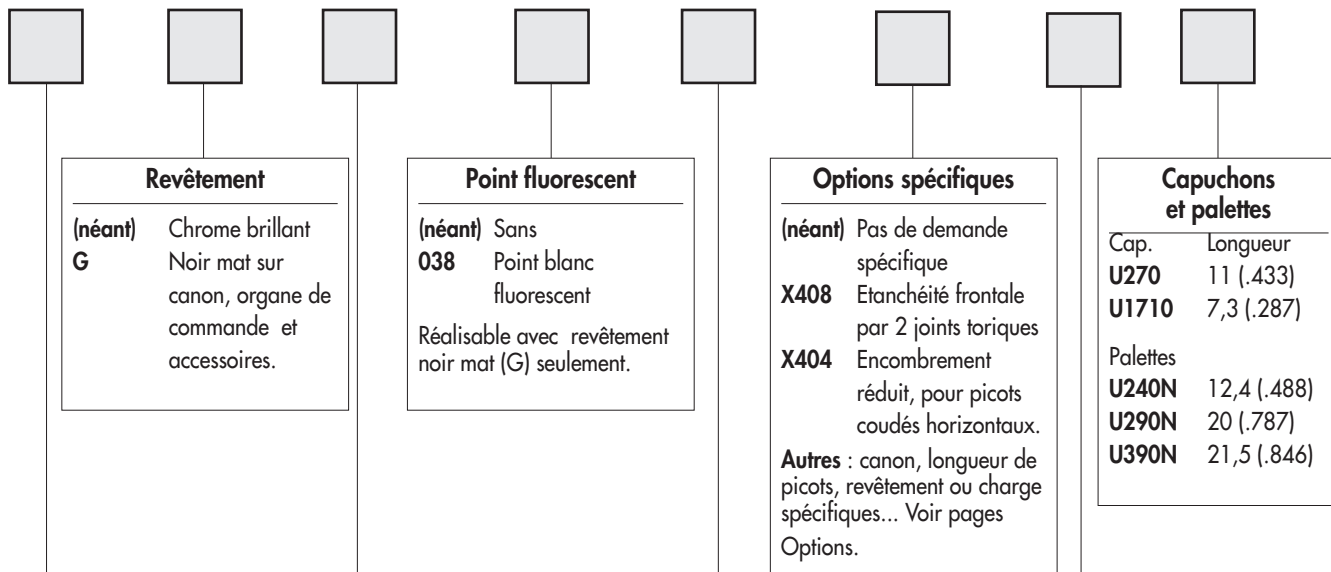 Revêtement
(néant) Chrome brillant
G Noir mat sur
canon, organe de
commande et
accessoires.
Point fluorescent
(néant) Sans
038 Point blanc
fluorescent
Réalisable avec revêtement
noir mat (G) seulement.
Options spécifiques
(néant) Pas de demande
spécifique
X408 Etanchéité frontale
par 2 joints toriques
X404 Encombrement
réduit, pour picots
coudés horizontaux.
Autres : canon, longueur de
picots, revêtement ou charge
spécifiques... Voir pages
Options.
Capuchons
et palettes
Cap. Longueur
U270 11 (.433)
U1710 7,3 (.287)
Palettes
U240N 12,4 (.488)
U290N 20 (.787)
U390N 21,5 (.846)